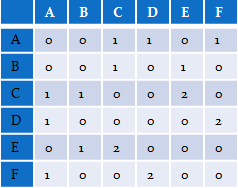 A B C D E F
A 0 0 1 1 0 1
B 0 0 1 0 1 0
C 1 1 0 0 2 0
D 1 0 0 0 0 2
E 0 1 2 0 0 0
F 1 0 0 2 0 0